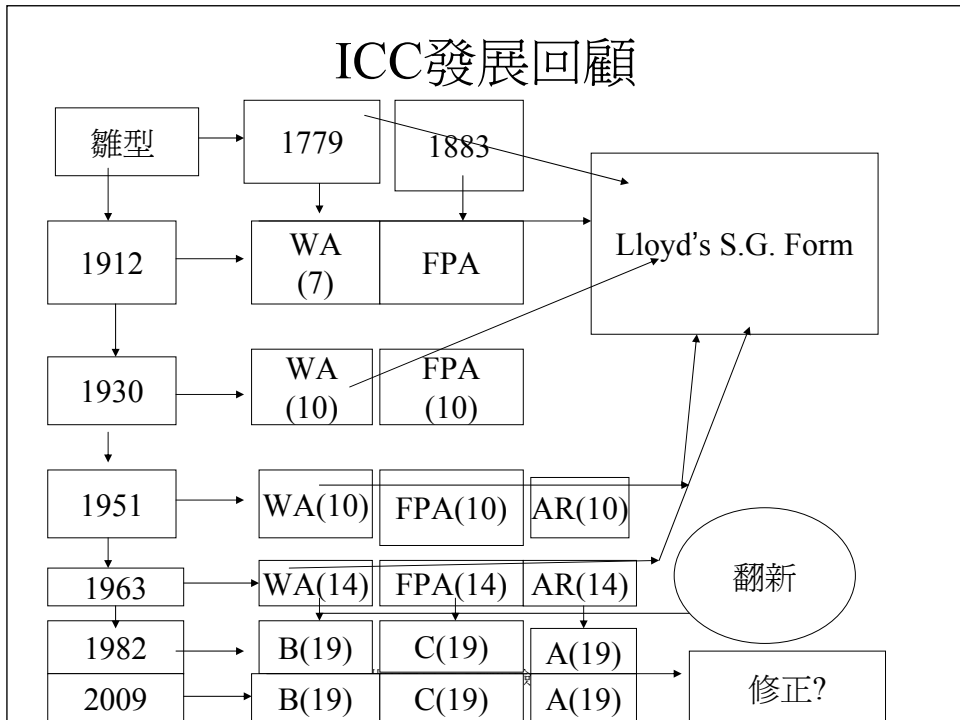 ICC發展回顧
雛型
1779
1883
Lloyd’s S.G. Form
1912
WA
(7)
FPA
1930
WA
(10)
FPA
(10)
1951
WA(10)
FPA(10)
AR(10)
翻新
1963
WA(14)
FPA(14)
AR(14)
1982
B(19)
C(19)
A(19)
2009
B(19)
C(19)
A(19)
修正?